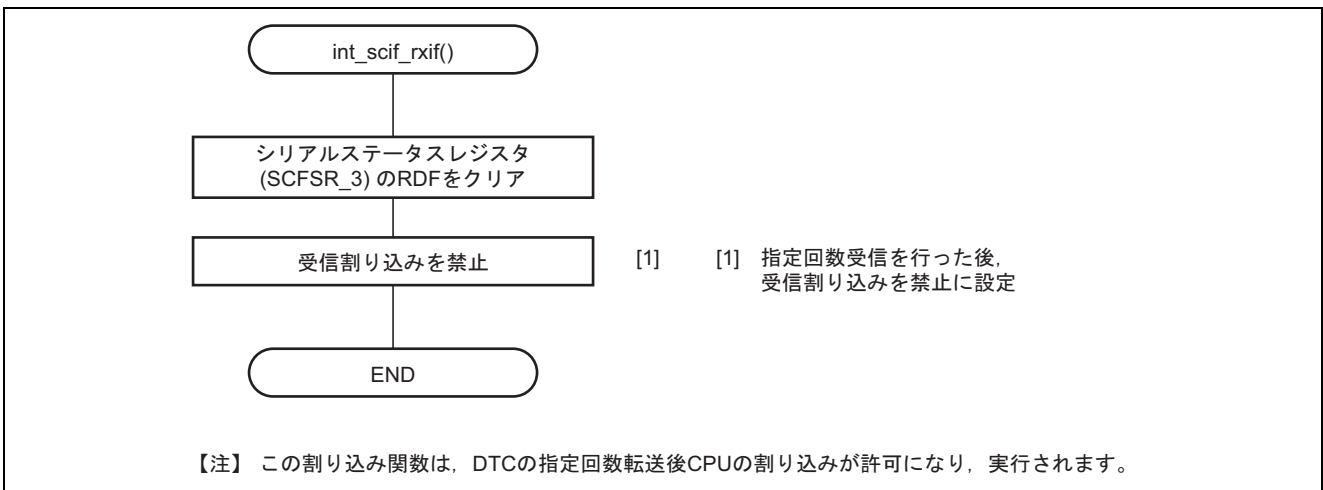 int_scif_rxif()
シリアルステータスレジスタ
(SCFSR_3) のRDFをクリア
受信割り込みを禁止
[1]
[1] 指定回数受信を行った後,
受信割り込みを禁止に設定
END
【注】 この割り込み関数は, DTCの指定回数転送後CPUの割り込みが許可になり, 実行されます。